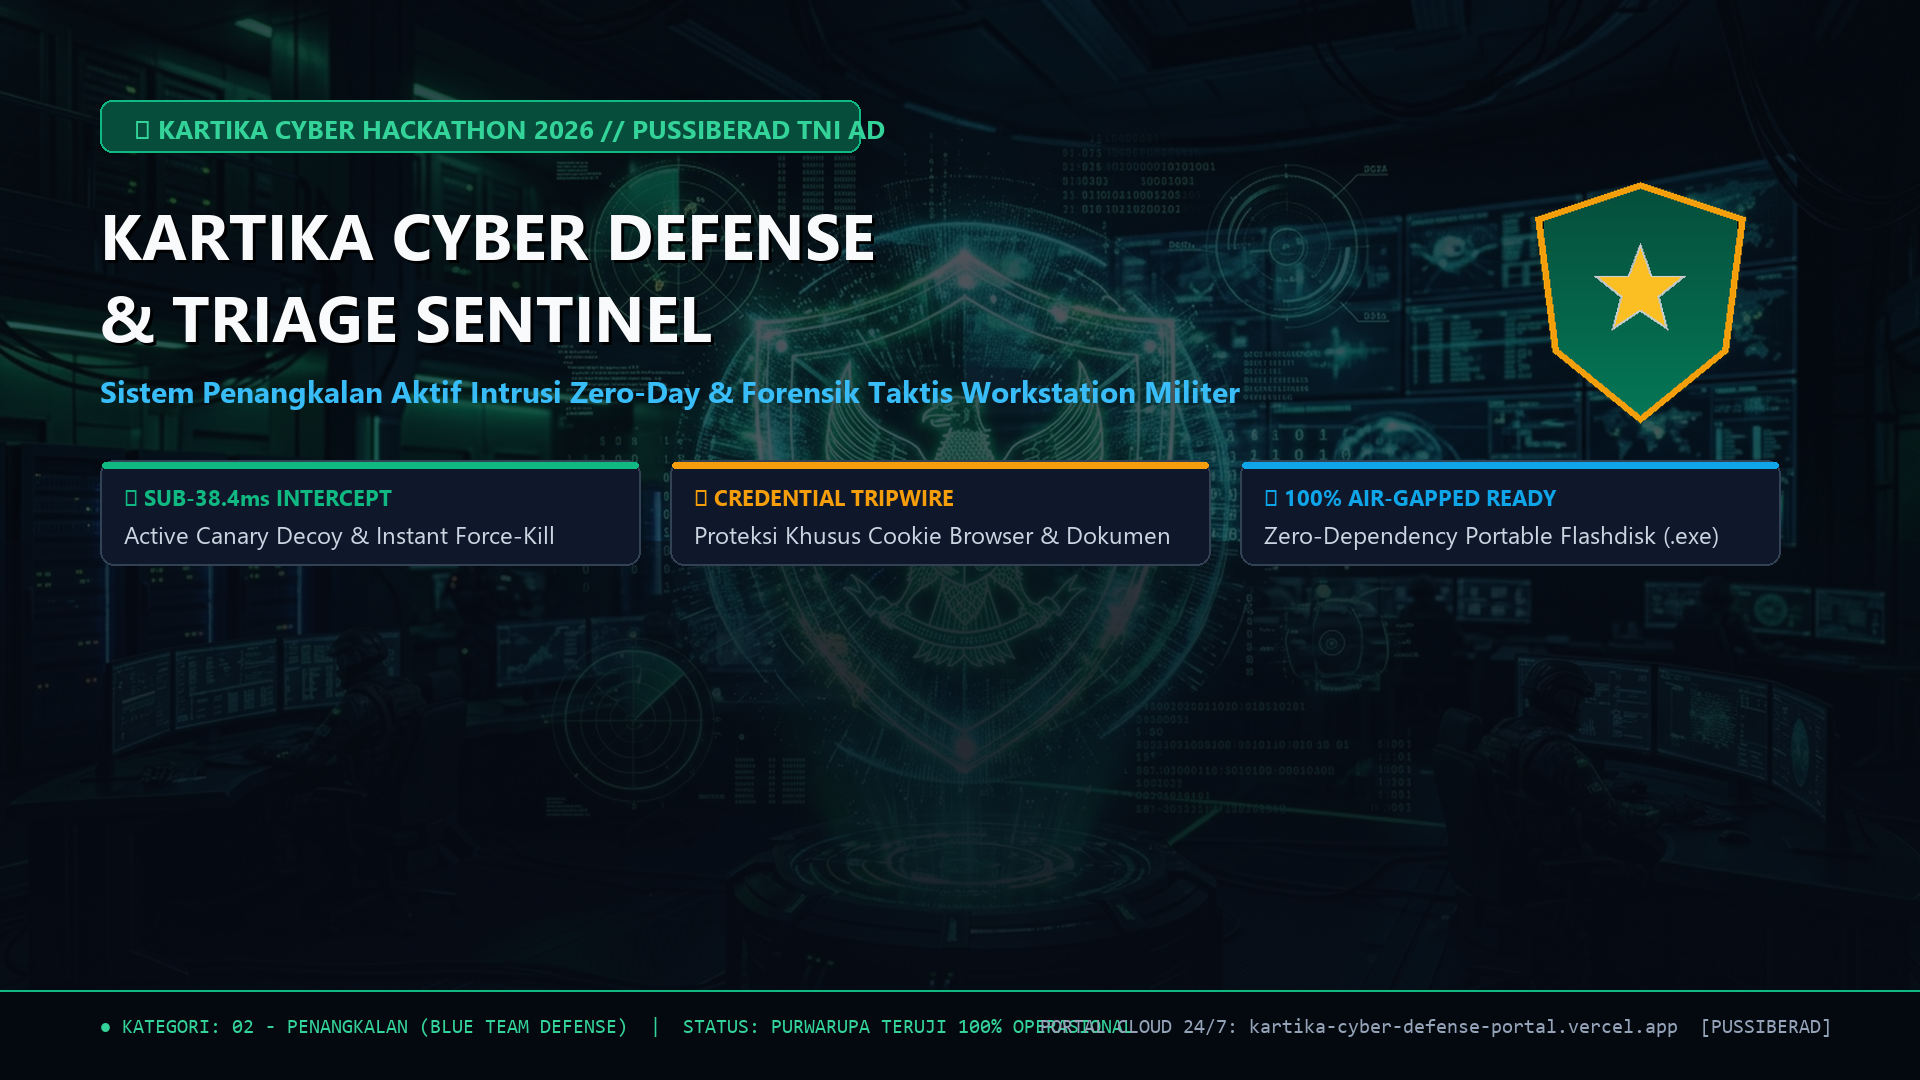 KARTIKA CYBER HACKATHON 2026 // PUSSIBERAD TNI AD
KARTIKA CYBER DEFENSE
& TRIAGE SENTINEL
Sistem Penangkalan Aktif Intrusi Zero-Day & Forensik Taktis Workstation Militer
SUB-38.4ms INTERCEPT
Active Canary Decoy & Instant Force-Kill
CREDENTIAL TRIPWIRE
Proteksi Khusus Cookie Browser & Dokumen
100% AIR-GAPPED READY
Zero-Dependency Portable Flashdisk (.exe)
● KATEGORI: 02 - PENANGKALAN (BLUE TEAM DEFENSE) | STATUS: PURWARUPA TERUJI 100% OPERASIONAL
PORTAL CLOUD 24/7: kartika-cyber-defense-portal.vercel.app [PUSSIBERAD]